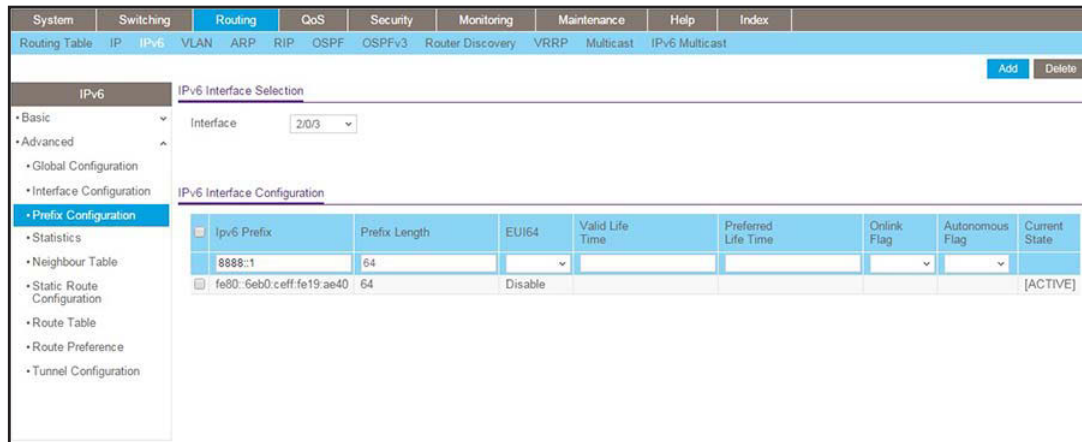 System Switching Routing QoS Security Monitoring Maintenance Help Index
Routing Table IP IPv6 VLAN ARP RIP OSPF OSPFv3 Router Discovery VRRP Multicast IPv6 Multicast
Add Delete
IPv6
• Basic
• Advanced
• Global Configuration
• Interface Configuration
• Prefix Configuration
• Statistics
• Neighbour Table
• Static Route
Configuration
• Route Table
• Route Preference
• Tunnel Configuration
IPv6 Interface Selection
Interface 2/0/3
IPv6 Interface Configuration
Ipv6 Prefix Prefix Length EUI64 Valid Life Time Preferred Life Time Onlink Flag Autonomous Flag Current State
8888::1 64
fe80::6eb0:ceff:fe19:ae40 64 Disable [ACTIVE]